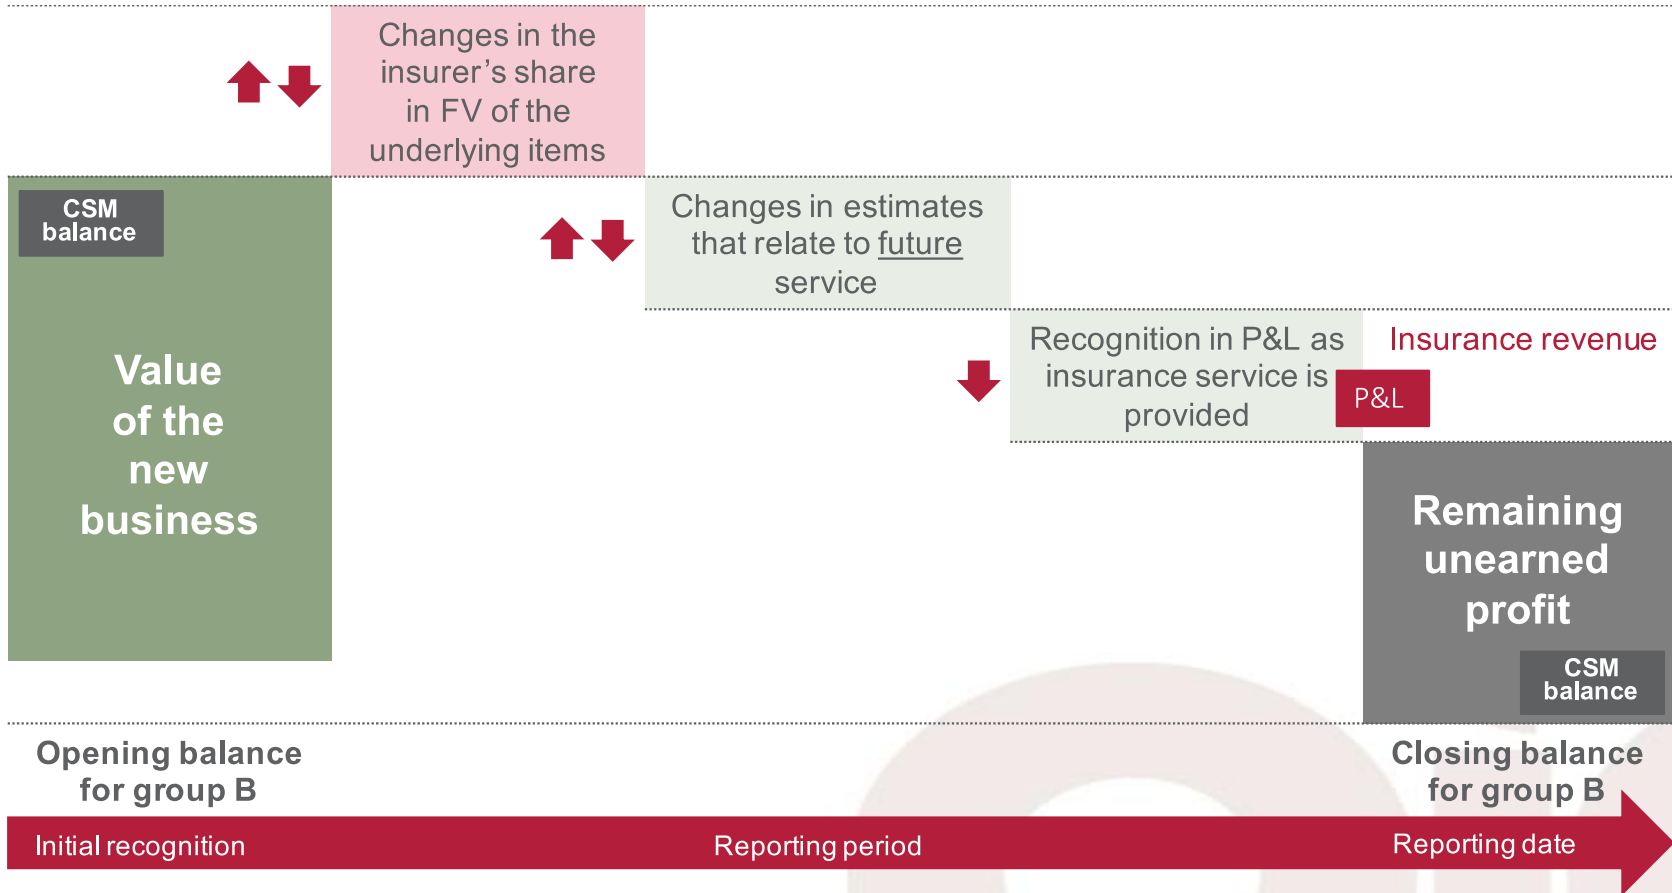 Changes in the
insurer’s share
in FV of the
underlying items
CSM
balance
Value
of the
new
business
Changes in estimates
that relate to future
service
Recognition in P&L as
insurance service is
provided
Insurance revenue
P&L
Remaining
unearned
profit
CSM
balance
Opening balance
for group B
Closing balance
for group B
Initial recognition
Reporting period
Reporting date